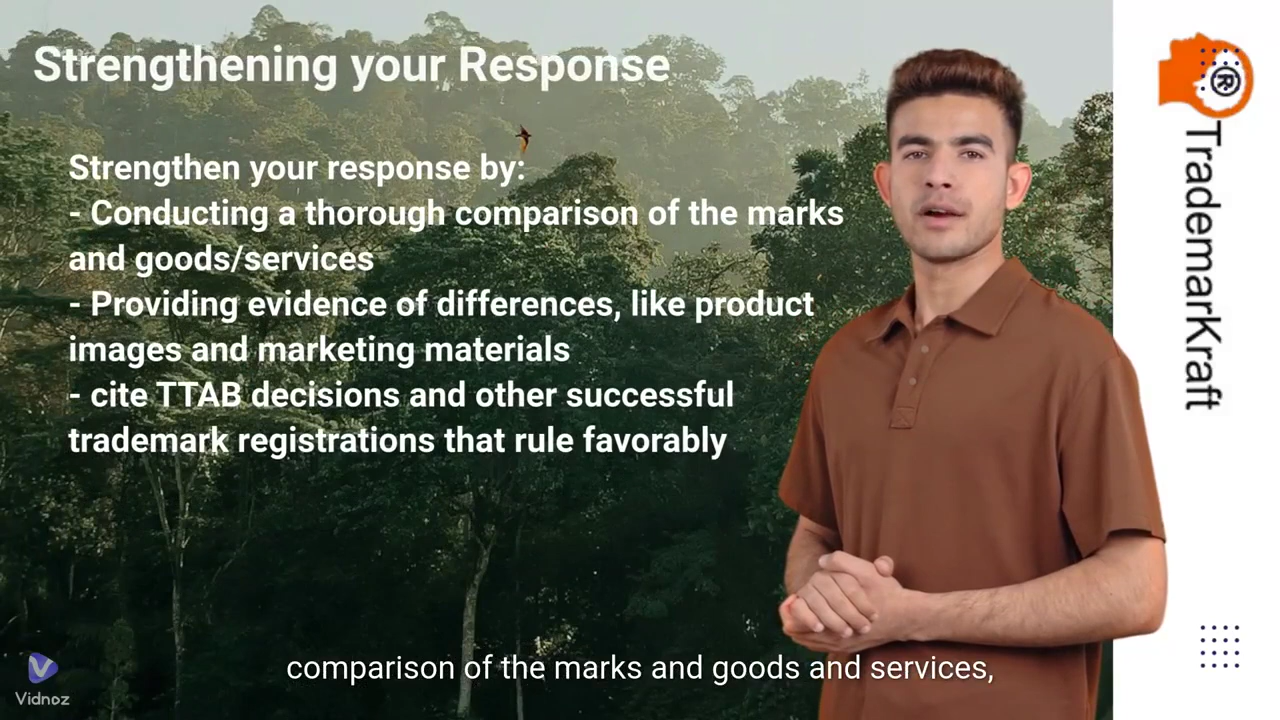 Strengthening your Response
Strengthen your response by:
- Conducting a thorough comparison of the marks
and goods/services
- Providing evidence of differences, like product
images and marketing materials
- cite TTAB decisions and other successful
trademark registrations that rule favorably
®
TrademarKraft
comparison of the marks and goods and services,
Vidnoz